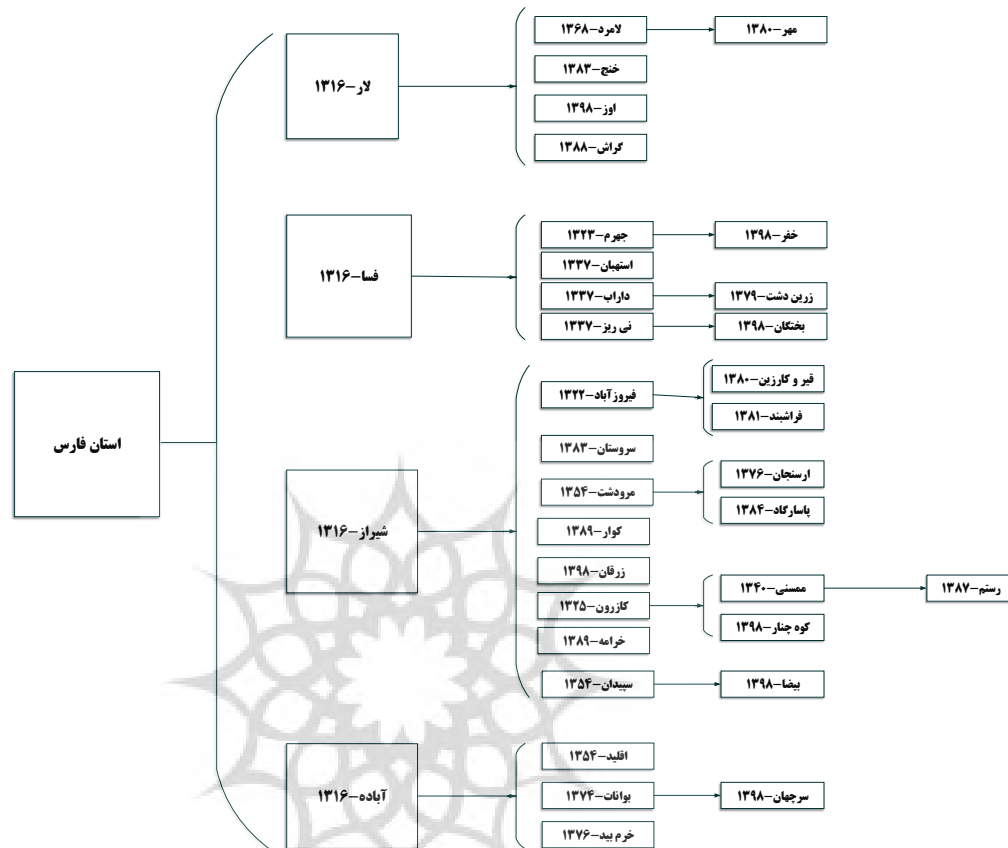 استان فارس
لار-۱۳۱۶
لامرد-۱۳۶۸
مهر-۱۳۸۰
خنج-۱۳۸۳
اوز-۱۳۹۸
گراش-۱۳۸۸
فسا-۱۳۱۶
جهرم-۱۳۲۳
خفر-۱۳۹۸
استهبان-۱۳۳۷
داراب-۱۳۳۷
زرین دشت-۱۳۷۹
نی ریز-۱۳۳۷
بختگان-۱۳۹۸
شیراز-۱۳۱۶
فیروزآباد-۱۳۲۲
قیر و کارزین-۱۳۸۰
فراشبند-۱۳۸۱
سروستان-۱۳۸۳
مرودشت-۱۳۵۴
ارسنجان-۱۳۷۶
پاسارگاد-۱۳۸۴
کوار-۱۳۸۹
زرقان-۱۳۹۸
کازرون-۱۳۲۵
ممسنی-۱۳۴۰
رستم-۱۳۸۷
کوه چنار-۱۳۹۸
خرامه-۱۳۸۹
سپیدان-۱۳۵۴
بیضا-۱۳۹۸
آباده-۱۳۱۶
اقلید-۱۳۵۴
بوانات-۱۳۷۴
سرچهان-۱۳۹۸
خرم بید-۱۳۷۶